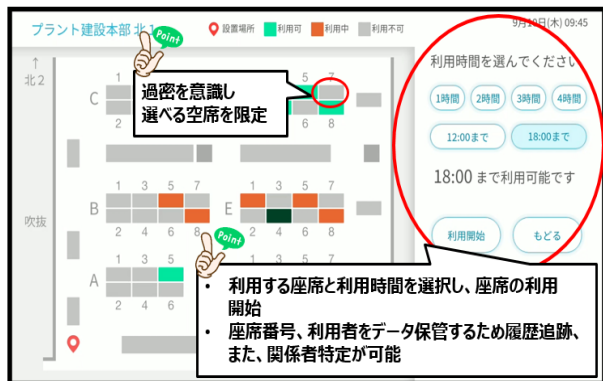 プラント建設本部 北1
設置場所 利用可 利用中 利用不可
9月19日(木) 09:45
Point
↑
北2
利用時間を選んでください
1時間 2時間 3時間 4時間
12:00まで 18:00まで
18:00 まで利用可能です
利用開始 もどる
過密を意識し
選べる空席を限定
C
1
2
5 7
6 8
吹抜
B
1 3 5 7
2 4 6 8
E
1 3 5 7
2 4 6 8
Point
A
1 3 5
2 4 6
1 3 5 7
・ 利用する座席と利用時間を選択し、座席の利用
開始
・ 座席番号、利用者をデータ保管するため履歴追跡、
また、関係者特定が可能